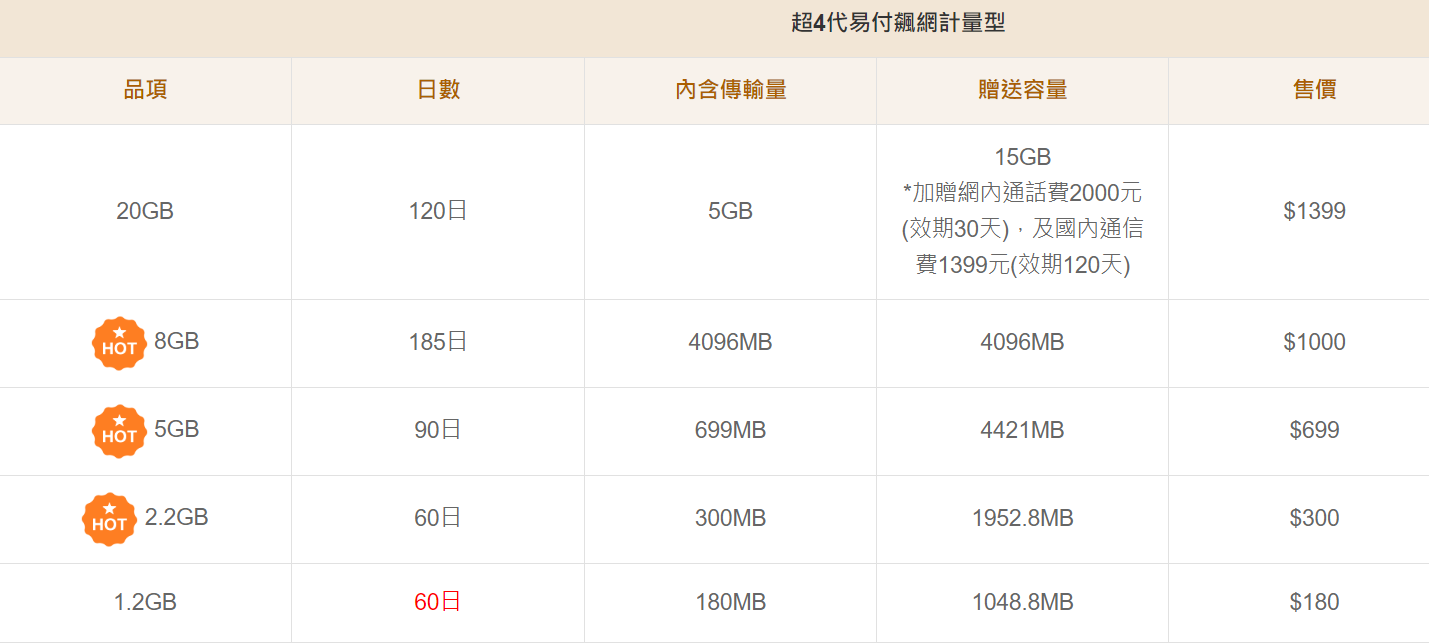 超4代易付飆網計量型
品項 日數 內含傳輸量 贈送容量 售價
20GB 120日 5GB 15GB
*加贈網內通話費2000元
(效期30天)，及國內通信
費1399元(效期120天) $1399
HOT 8GB 185日 4096MB 4096MB $1000
HOT 5GB 90日 699MB 4421MB $699
HOT 2.2GB 60日 300MB 1952.8MB $300
1.2GB 60日 180MB 1048.8MB $180